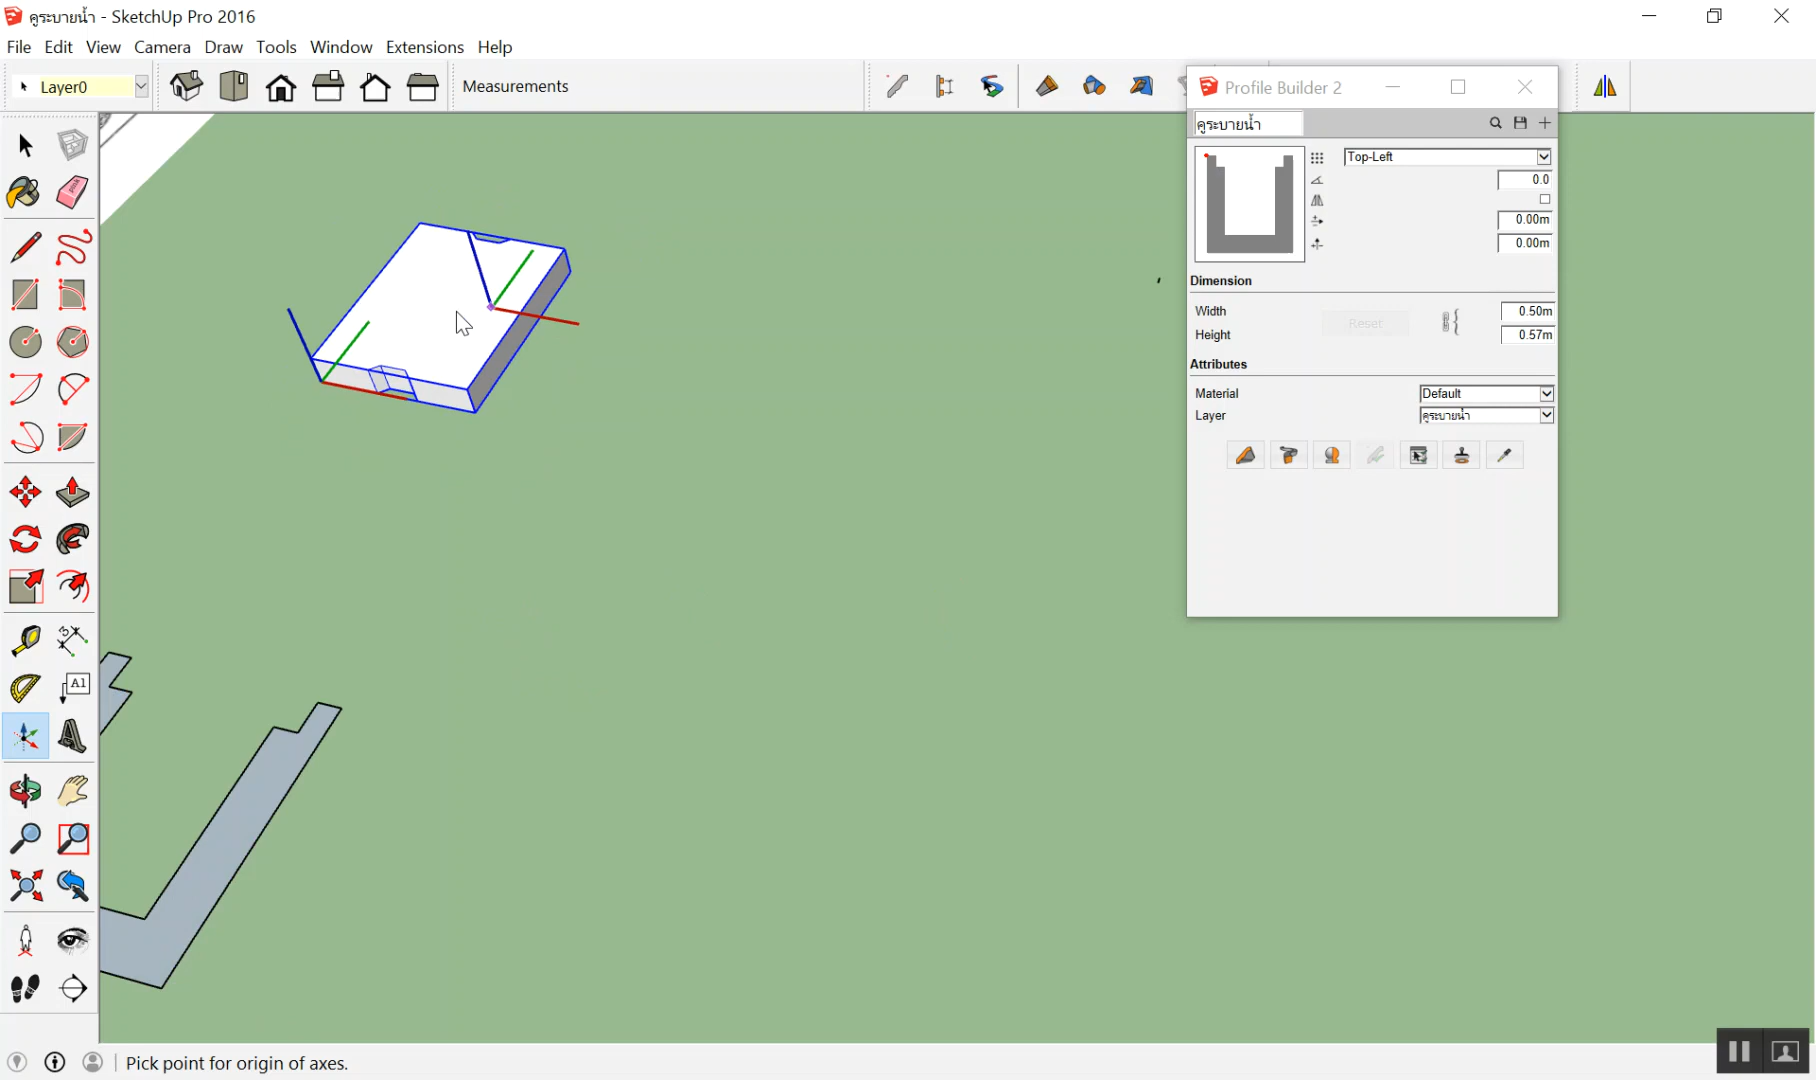 คูระบายน้ำ - SketchUp Pro 2016
File Edit View Camera Draw Tools Window Extensions Help
Layer0
Measurements
Profile Builder 2
คูระบายน้ำ
Top-Left
0.0
0.00m
0.00m
Dimension
Width 0.50m
Reset
Height 0.57m
Attributes
Material Default
Layer คูระบายน้ำ
A1
Pick point for origin of axes.